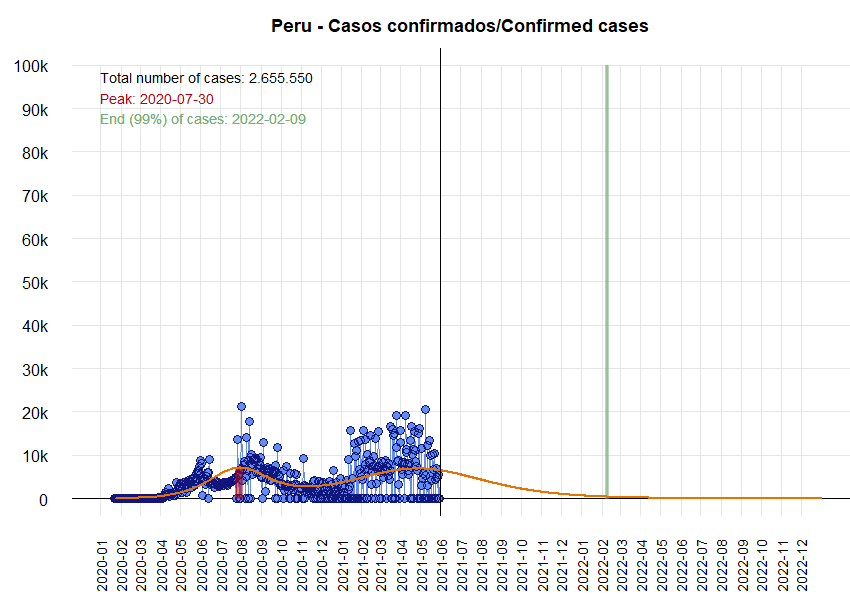 Peru - Casos confirmados/Confirmed cases
100k
90k
80k
70k
60k
50k
40k
30k
20k
10k
0
Total number of cases: 2.655.550
Peak: 2020-07-30
End (99%) of cases: 2022-02-09
2020-01
2020-02
2020-03
2020-04
2020-05
2020-06
2020-07
2020-08
2020-09
2020-10
2020-11
2020-12
2021-01
2021-02
2021-03
2021-04
2021-05
2021-06
2021-07
2021-08
2021-09
2021-10
2021-11
2021-12
2022-01
2022-02
2022-03
2022-04
2022-05
2022-06
2022-07
2022-08
2022-09
2022-10
2022-11
2022-12